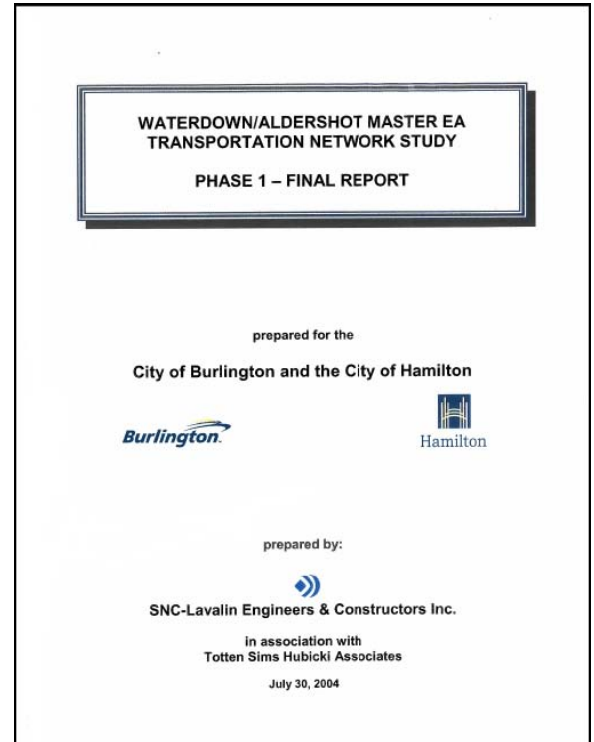 WATERDOWN/ALDERSHOT MASTER EA
TRANSPORTATION NETWORK STUDY
PHASE 1 – FINAL REPORT
prepared for the
City of Burlington and the City of Hamilton
Burlington.
Hamilton
prepared by:
SNC-Lavalin Engineers & Constructors Inc.
in association with
Totten Sims Hubicki Associates
July 30, 2004